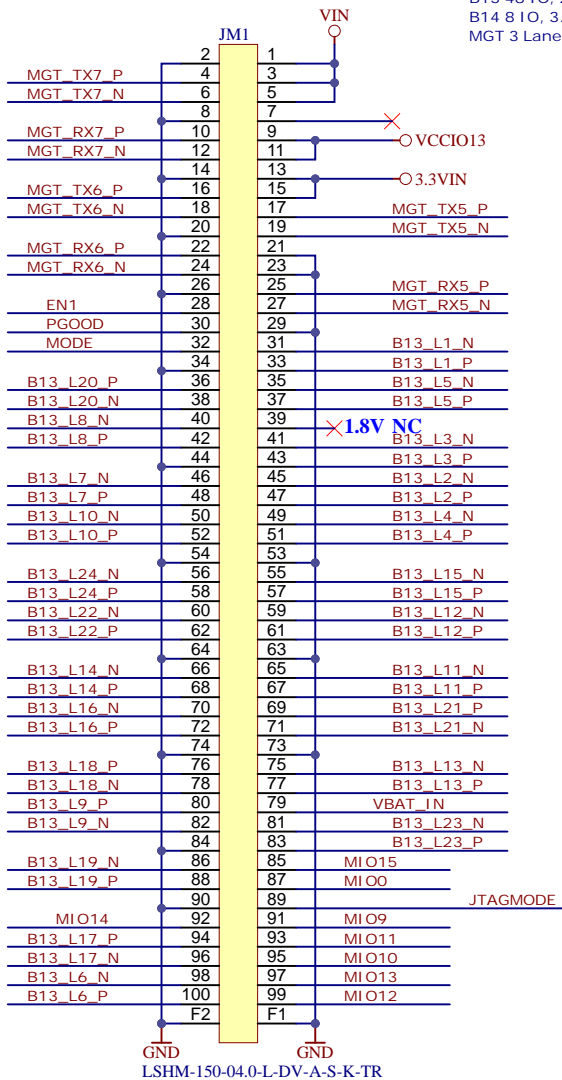 B14 8 IO, 3.
MGT 3 Lane
VIN
JM1
2 1
MGT_TX7_P 4 3
MGT_TX7_N 6 5
8 7
MGT_RX7_P 10 9 VCCIO13
MGT_RX7_N 12 11
14 13 3.3VIN
MGT_TX6_P 16 15
MGT_TX6_N 18 17 MGT_TX5_P
20 19 MGT_TX5_N
MGT_RX6_P 22 21
MGT_RX6_N 24 23
26 25 MGT_RX5_P
EN1 28 27 MGT_RX5_N
PGOOD 30 29
MODE 32 31 B13_L1_N
34 33 B13_L1_P
B13_L20_P 36 35 B13_L5_N
B13_L20_N 38 37 B13_L5_P
B13_L8_N 40 39 1.8V NC
B13_L8_P 42 41 B13_L3_N
44 43 B13_L3_P
B13_L7_N 46 45 B13_L2_N
B13_L7_P 48 47 B13_L2_P
B13_L10_N 50 49 B13_L4_N
B13_L10_P 52 51 B13_L4_P
54 53
B13_L24_N 56 55 B13_L15_N
B13_L24_P 58 57 B13_L15_P
B13_L22_N 60 59 B13_L12_N
B13_L22_P 62 61 B13_L12_P
64 63
B13_L14_N 66 65 B13_L11_N
B13_L14_P 68 67 B13_L11_P
B13_L16_N 70 69 B13_L21_P
B13_L16_P 72 71 B13_L21_N
74 73
B13_L18_P 76 75 B13_L13_N
B13_L18_N 78 77 B13_L13_P
B13_L9_P 80 79 VBAT_IN
B13_L9_N 82 81 B13_L23_N
84 83 B13_L23_P
B13_L19_N 86 85 MIO15
B13_L19_P 88 87 MIO0
90 89 JTAGMODE
MIO14 92 91 MIO9
B13_L17_P 94 93 MIO11
B13_L17_N 96 95 MIO10
B13_L6_N 98 97 MIO13
B13_L6_P 100 99 MIO12
F2 F1
GND GND
LSHM-150-04.0-L-DV-A-S-K-TR